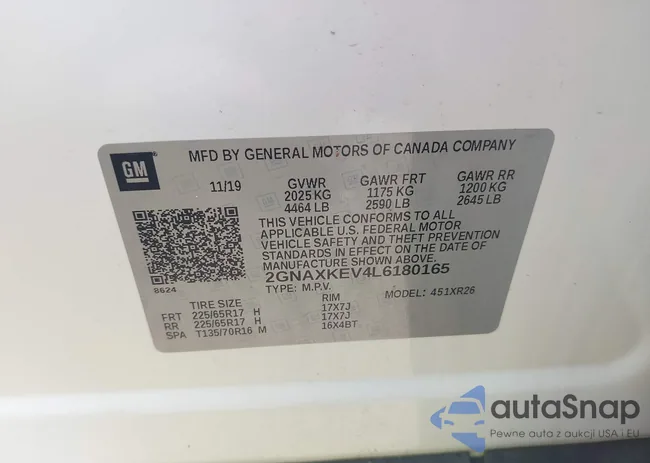 GM
MFD BY GENERAL MOTORS OF CANADA COMPANY
11/19 GVWR GAWR FRT GAWR RR
2025 KG 1175 KG 1200 KG
4464 LB 2590 LB 2645 LB
THIS VEHICLE CONFORMS TO ALL
APPLICABLE U.S. FEDERAL MOTOR
VEHICLE SAFETY AND THEFT PREVENTION
STANDARDS IN EFFECT ON THE DATE OF
MANUFACTURE SHOWN ABOVE.
2GNAXKEV4L6180165
8624 TYPE: M.P.V. MODEL: 451XR26
TIRE SIZE RIM
FRT 225/65R17 H 17X7J
RR 225/65R17 H 17X7J
SPA T135/70R16 M 16X4BT
autaSnap
Pewne auta z aukcji USA i EU